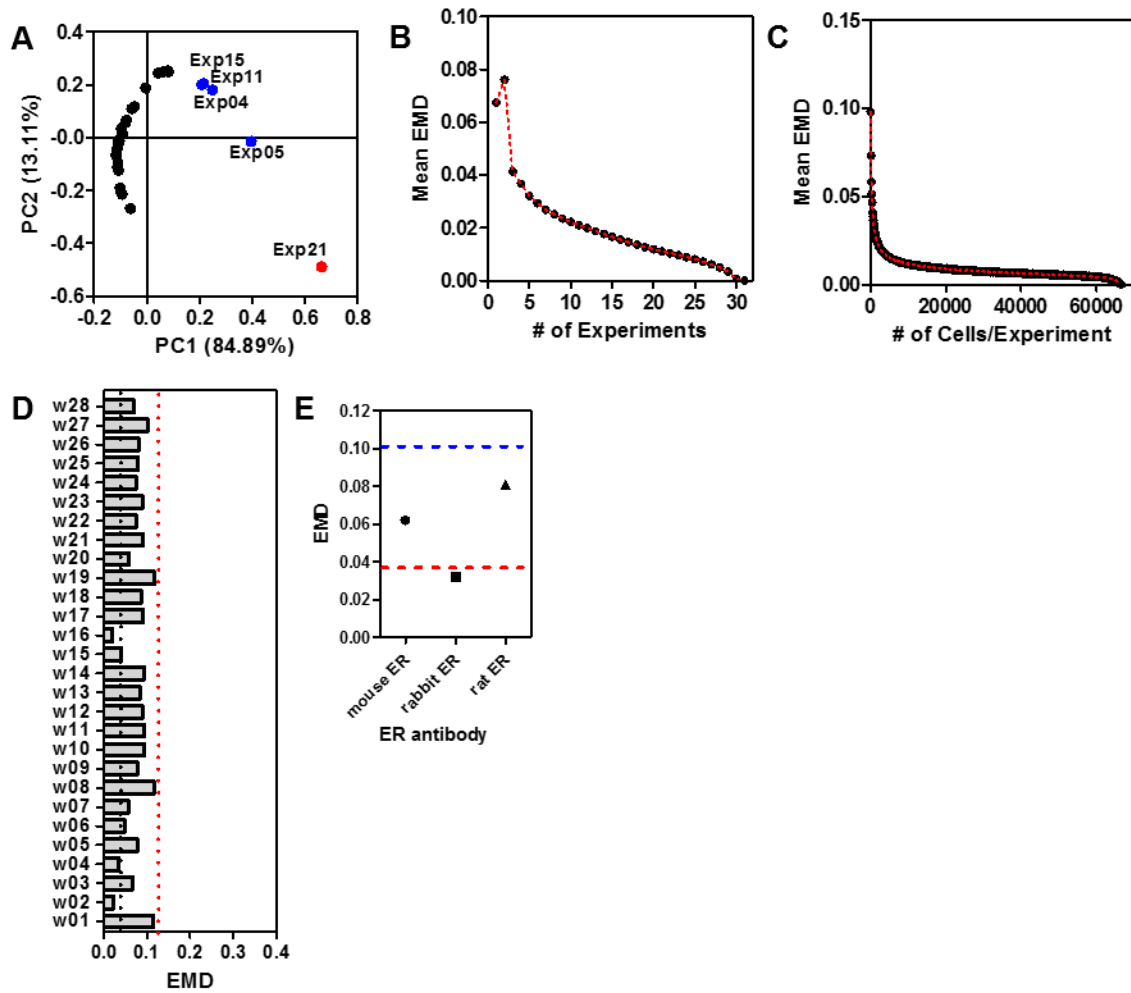 A
0.4
0.2
-0.0
-0.2
-0.4
-0.6
PC2 (13.11%)
Exp15
Exp11
Exp04
Exp05
Exp21
-0.2
0.0
0.2
0.4
0.6
0.8
PC1 (84.89%)
B
0.10
0.08
0.06
0.04
0.02
0.00
Mean EMD
0
5
10
15
20
25
30
# of Experiments
C
0.15
0.10
0.05
0.00
Mean EMD
0
20000
40000
60000
# of Cells/Experiment
D
w28
w27
w26
w25
w24
w23
w22
w21
w20
w19
w18
w17
w16
w15
w14
w13
w12
w11
w10
w09
w08
w07
w06
w05
w04
w03
w02
w01
0.0
0.1
0.2
0.3
0.4
EMD
E
0.12
0.10
0.08
0.06
0.04
0.02
0.00
EMD
mouse ER
rabbit ER
rat ER
ER antibody